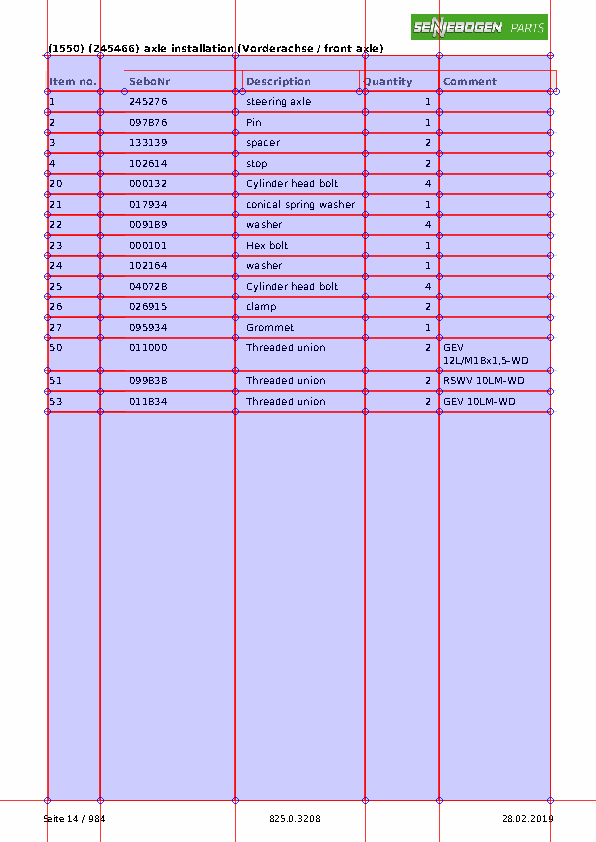 SENNEBOGEN PARTS
(1550) (245466) axle installation (Vorderachse / front axle)
Item no. SeboNr Description Quantity Comment
1 245276 steering axle 1
2 097876 Pin 1
3 133139 spacer 2
4 102614 stop 2
20 000132 Cylinder head bolt 4
21 017934 conical spring washer 1
22 009189 washer 4
23 000101 Hex bolt 1
24 102164 washer 1
25 040728 Cylinder head bolt 4
26 026915 clamp 2
27 095934 Grommet 1
50 011000 Threaded union 2 GEV
12L/M18x1,5-WD
51 099838 Threaded union 2 RSWV 10LM-WD
53 011834 Threaded union 2 GEV 10LM-WD
Seite 14 / 984 825.0.3208 28.02.2019